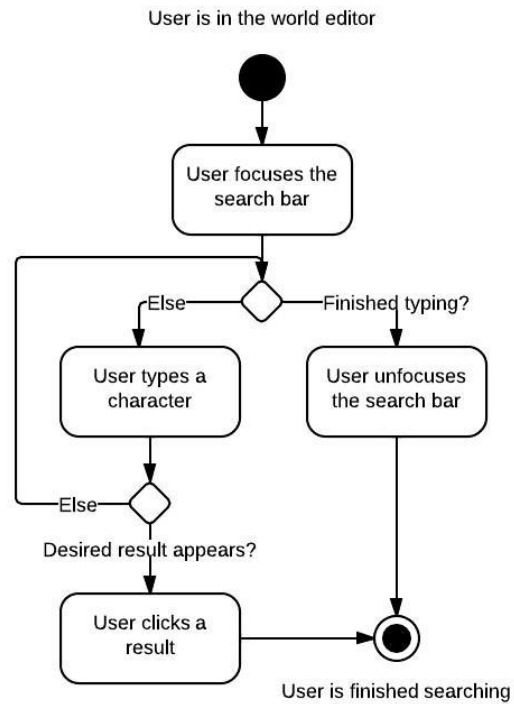 User is in the world editor
User focuses the
search bar
Else
Finished typing?
User types a
character
User unfocuses
the search bar
Else
Desired result appears?
User clicks a
result
User is finished searching